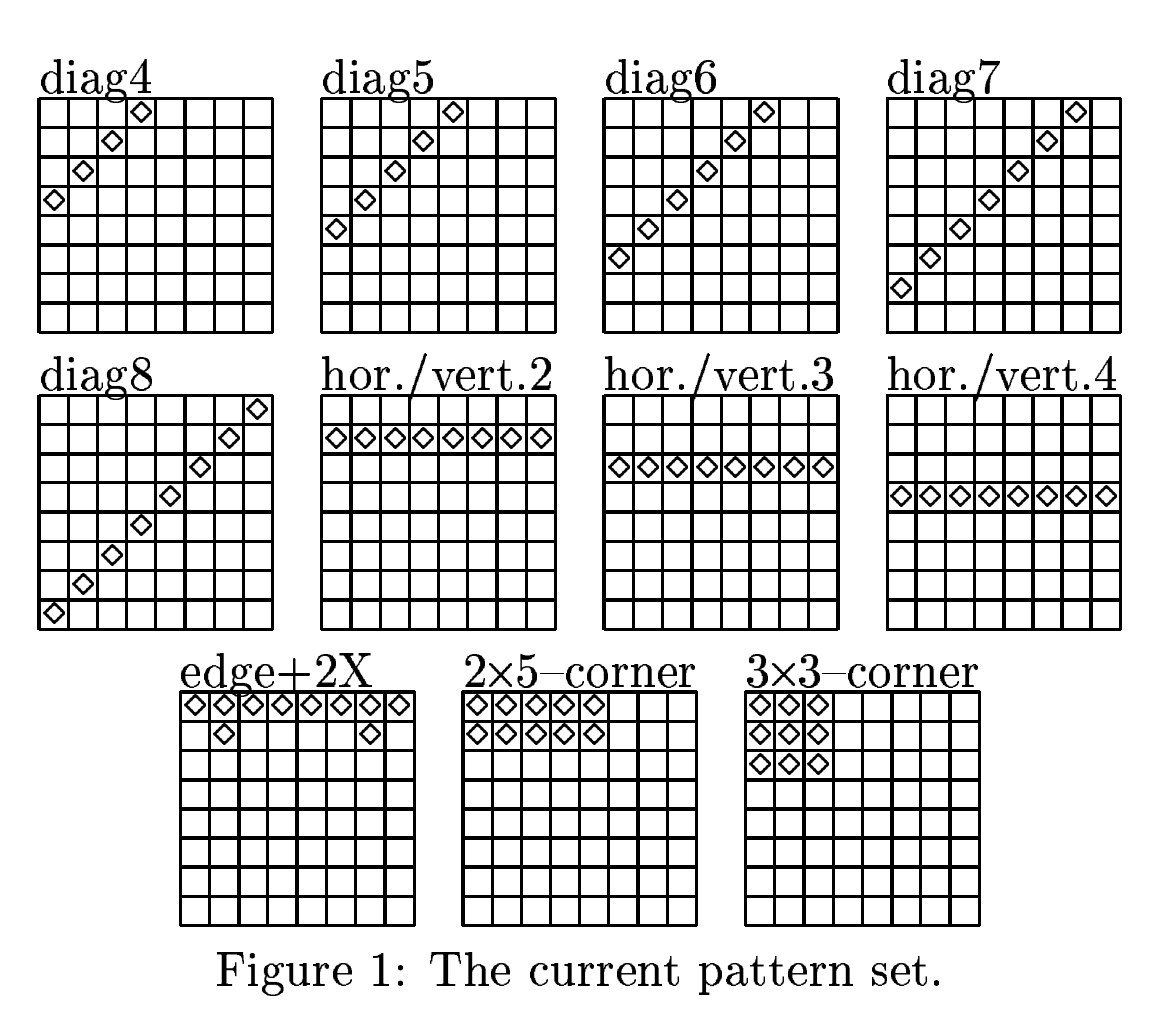 diag4 diag5 diag6 diag7
diag8 hor./vert.2 hor./vert.3 hor./vert.4
edge+2X 2×5–corner 3×3–corner
Figure 1: The current pattern set.